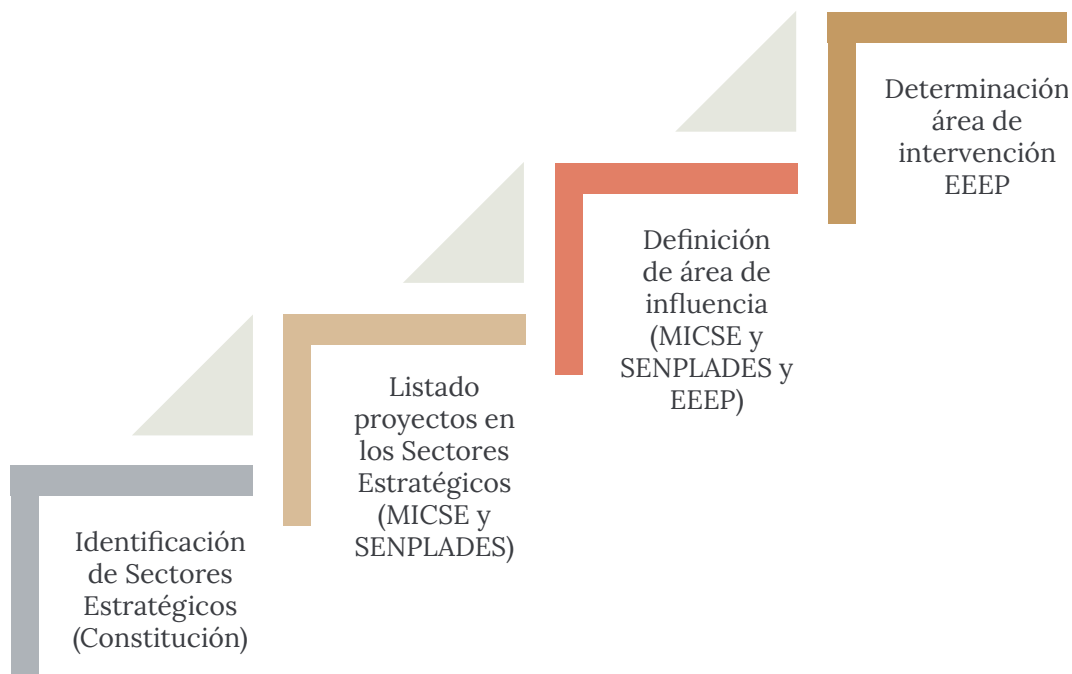 Identificación
de Sectores
Estratégicos
(Constitución)
Listado
proyectos en
los Sectores
Estratégicos
(MICSE y
SENPLADES)
Definición
de área de
influencia
(MICSE y
SENPLADES y
EEEP)
Determinación
área de
intervención
EEEP